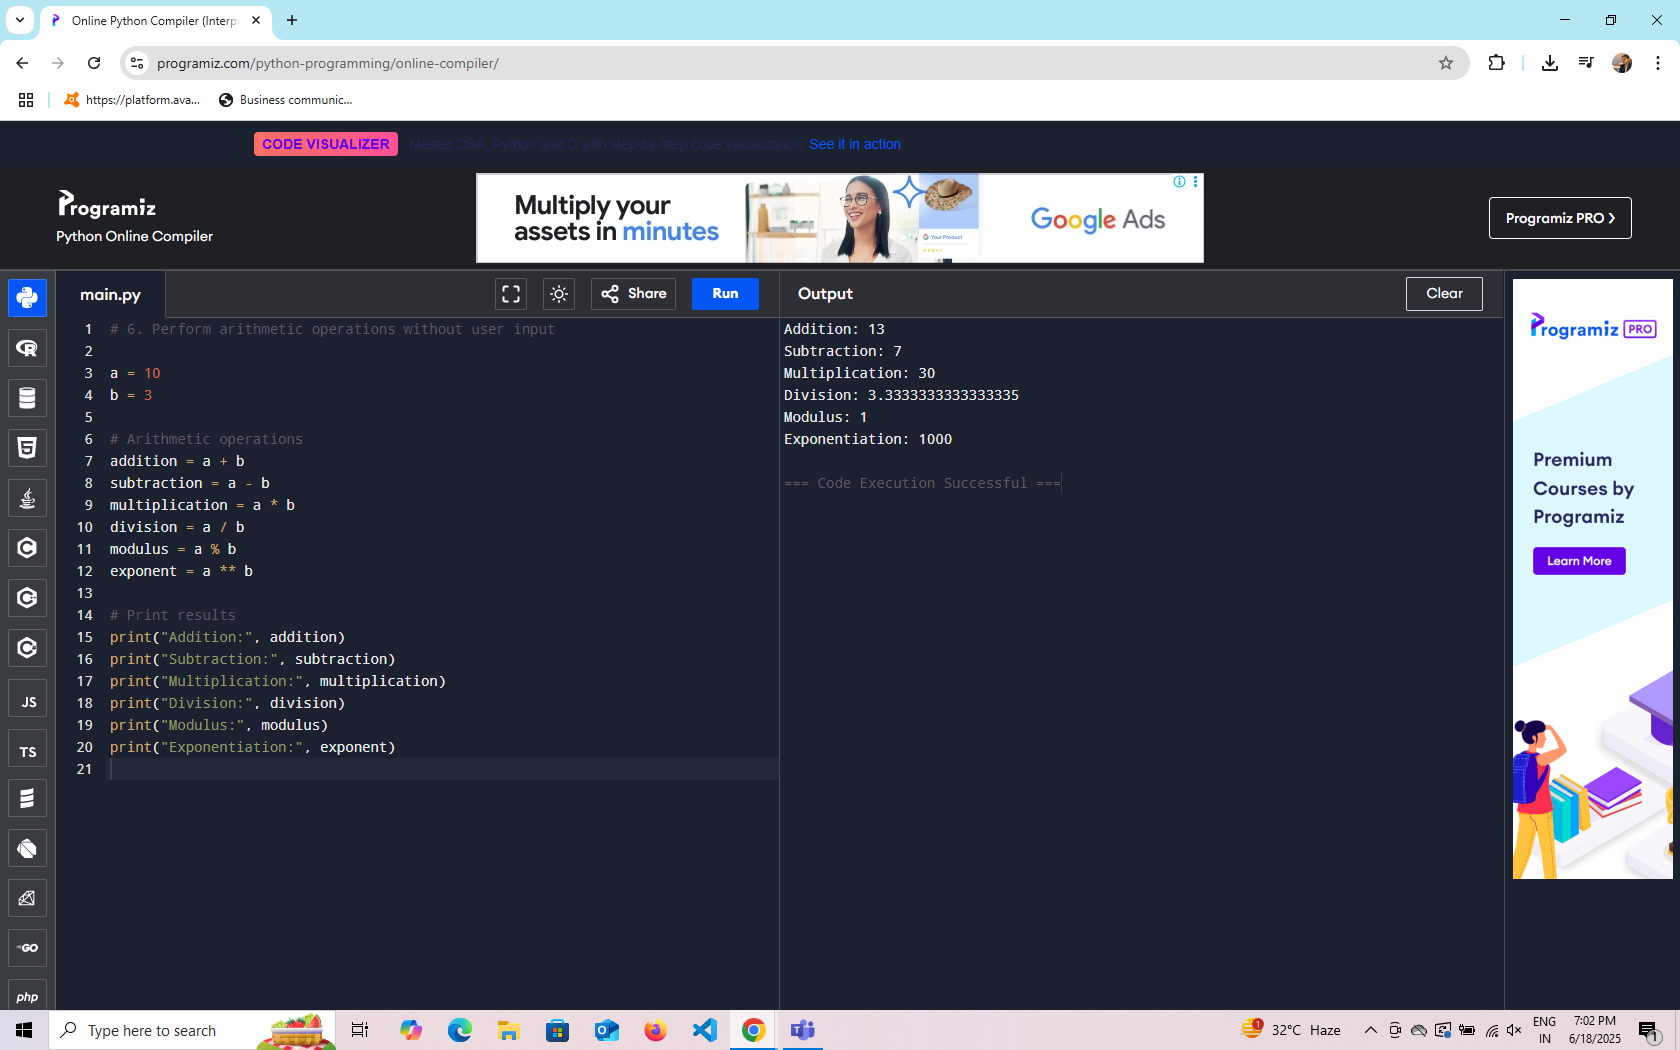 Online Python Compiler (Interp
programiz.com/python-programming/online-compiler/
https://platform.ava...
Business communic...
CODE VISUALIZER Master DSA, Python and C with step-by-step code visualization. See it in action
Programiz
Python Online Compiler
Multiply your
assets in minutes
Your Product
Google Ads
Programiz PRO ❯
main.py
Share
Run
Output
Clear
1 # 6. Perform arithmetic operations without user input
2
3 a = 10
4 b = 3
5
6 # Arithmetic operations
7 addition = a + b
8 subtraction = a - b
9 multiplication = a * b
10 division = a / b
11 modulus = a % b
12 exponent = a ** b
13
14 # Print results
15 print("Addition:", addition)
16 print("Subtraction:", subtraction)
17 print("Multiplication:", multiplication)
18 print("Division:", division)
19 print("Modulus:", modulus)
20 print("Exponentiation:", exponent)
21
Addition: 13
Subtraction: 7
Multiplication: 30
Division: 3.3333333333333335
Modulus: 1
Exponentiation: 1000
=== Code Execution Successful ===
Programiz PRO
Premium
Courses by
Programiz
Learn More
JS
TS
GO
php
Type here to search
1
32°C Haze
ENG
IN
7:02 PM
6/18/2025
1